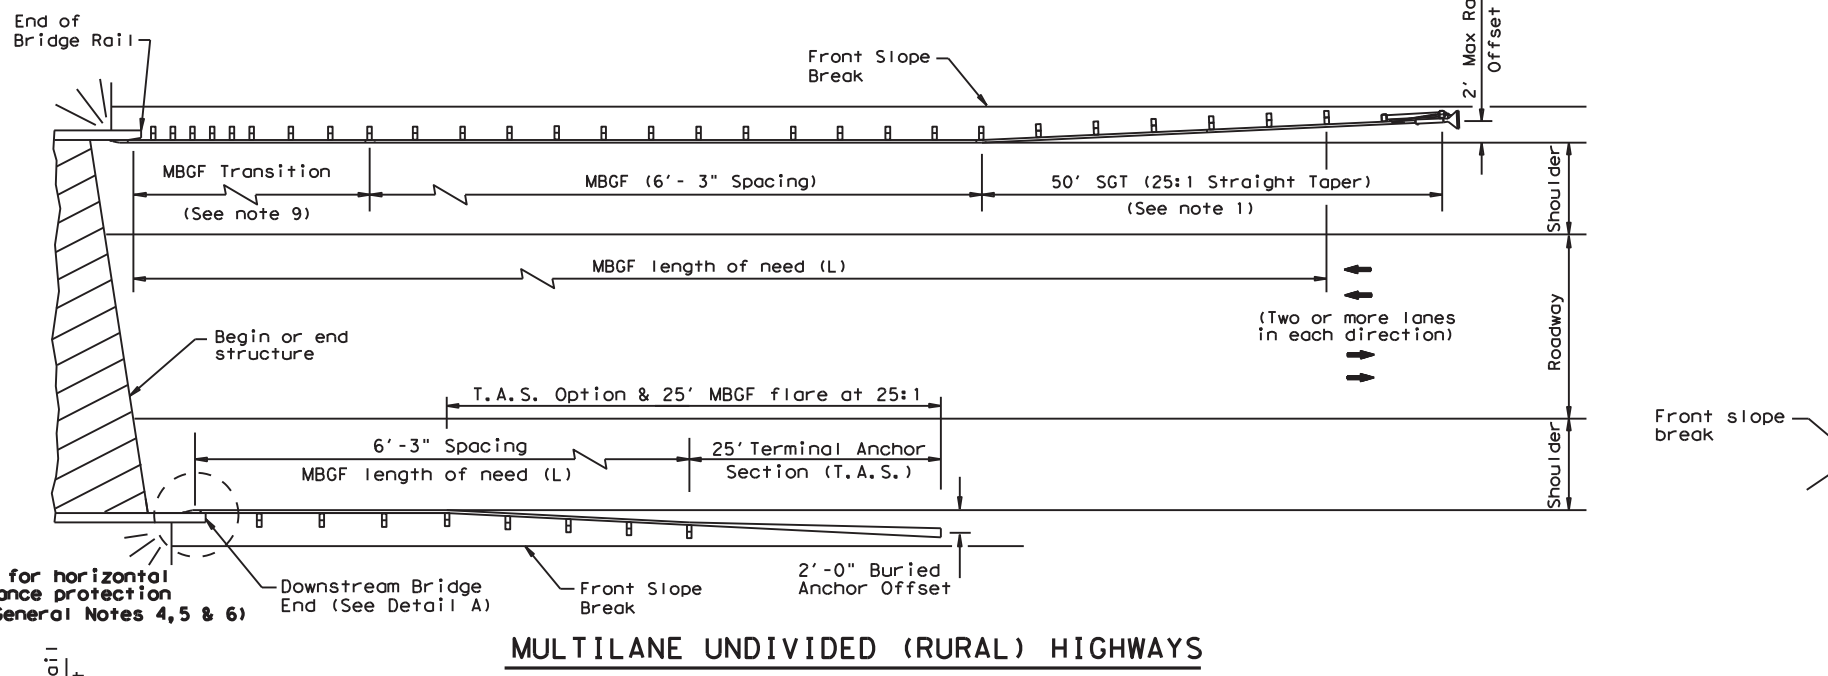 End of
Bridge Rail
Front Slope
Break
2' Max Ra
Offset
MBGF Transition
(See note 9)
MBGF (6'- 3" Spacing)
50' SGT (25:1 Straight Taper)
(See note 1)
Shoulder
MBGF length of need (L)
(Two or more lanes
in each direction)
Roadway
Begin or end
structure
T.A.S. Option & 25' MBGF flare at 25:1
6'-3" Spacing
MBGF length of need (L)
25' Terminal Anchor
Section (T.A.S.)
Shoulder
Front slope
break
for horizontal
ance protection
General Notes 4,5 & 6)
Downstream Bridge
End (See Detail A)
Front Slope
Break
2'-0" Buried
Anchor Offset
MULTILANE UNDIVIDED (RURAL) HIGHWAYS